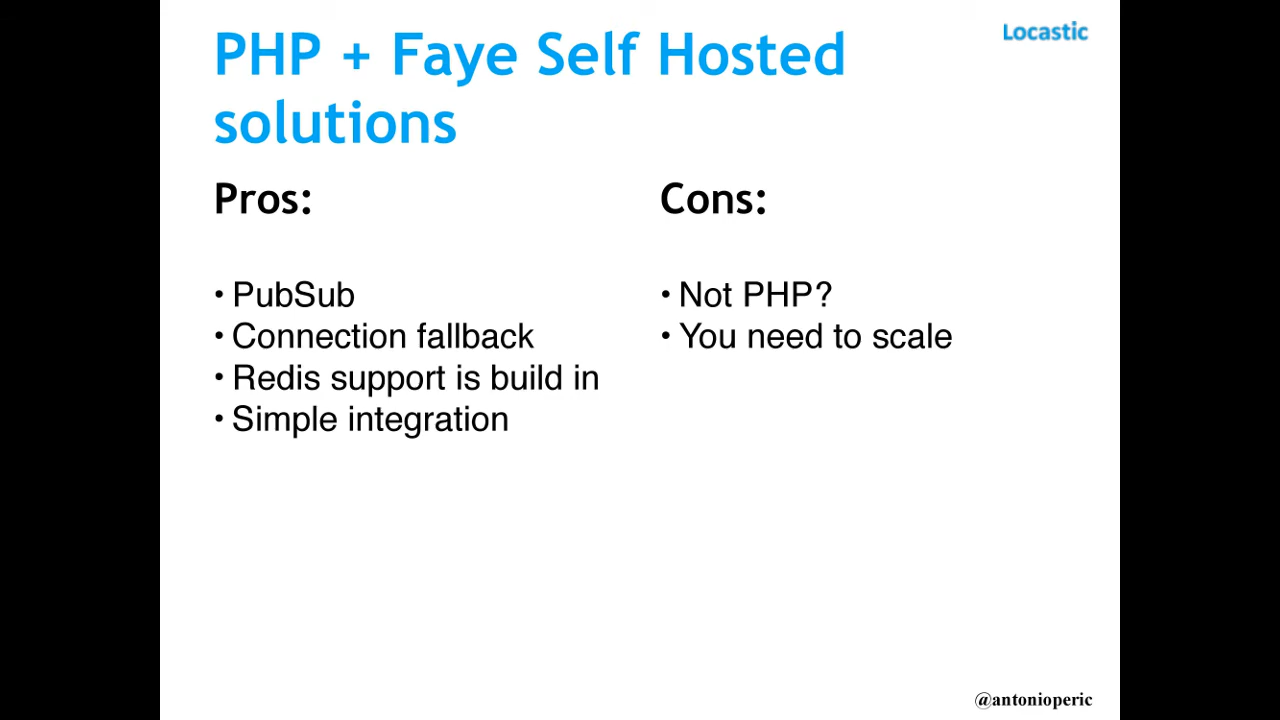 PHP + Faye Self Hosted
solutions
Locastic
Pros:
• PubSub
• Connection fallback
• Redis support is build in
• Simple integration
Cons:
• Not PHP?
• You need to scale
@antonioperic